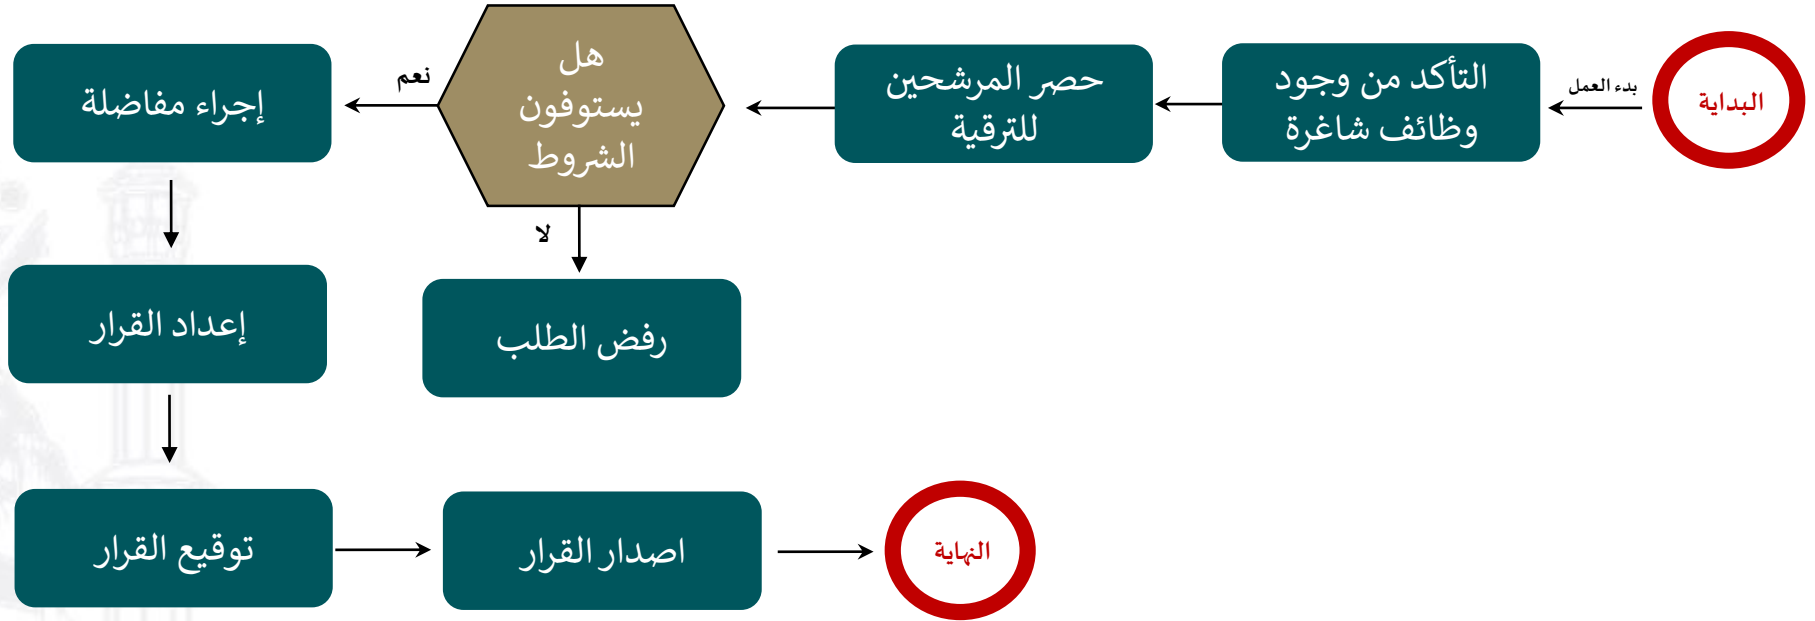 البداية
بدء العمل
التأكد من وجود
وظائف شاغرة
حصر المرشحين
للترقية
هل
يستوفون
الشروط
نعم
إجراء مفاضلة
لا
رفض الطلب
إعداد القرار
توقيع القرار
اصدار القرار
النهاية